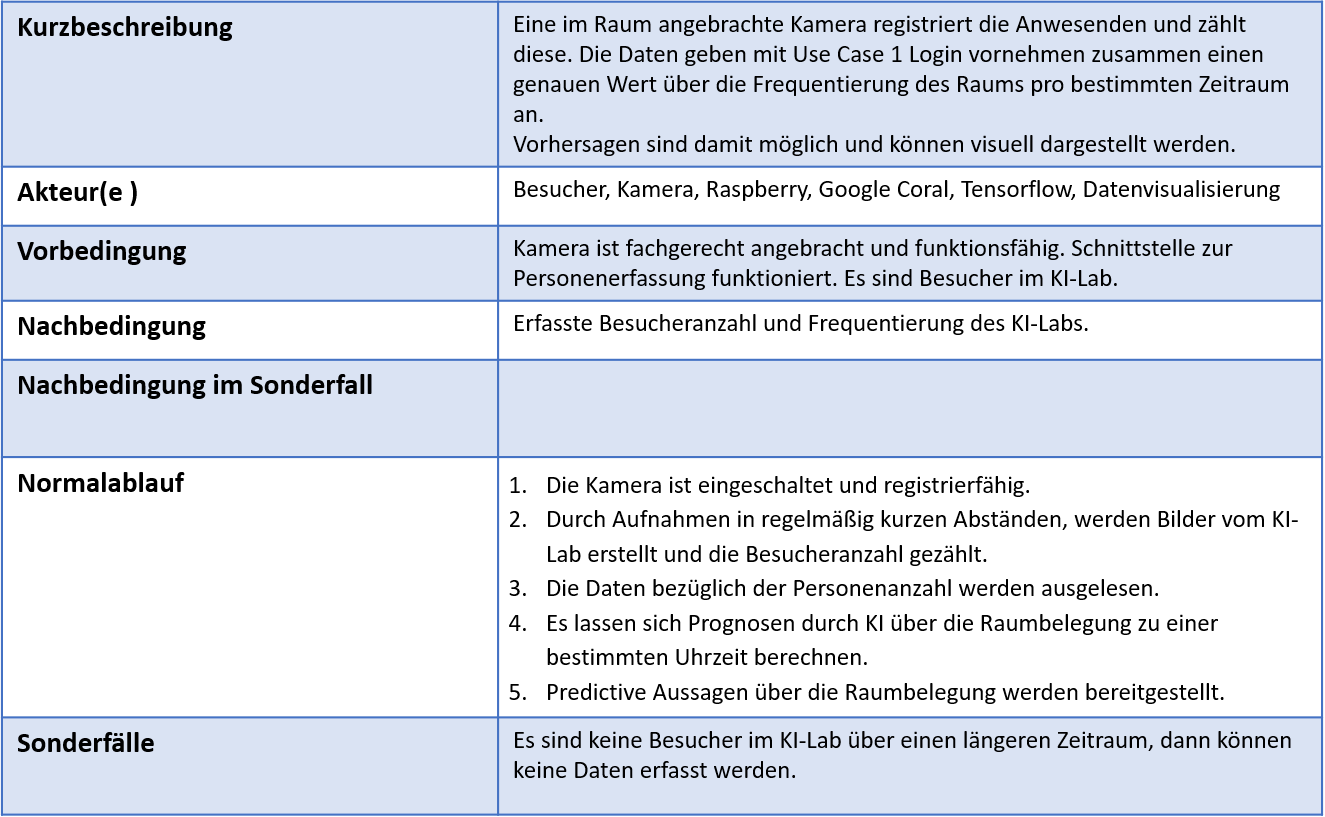 Kurzbeschreibung
Eine im Raum angebrachte Kamera registriert die Anwesenden und zählt
diese. Die Daten geben mit Use Case 1 Login vornehmen zusammen einen
genauen Wert über die Frequentierung des Raums pro bestimmten Zeitraum
an.
Vorhersagen sind damit möglich und können visuell dargestellt werden.
Akteur(e )
Besucher, Kamera, Raspberry, Google Coral, Tensorflow, Datenvisualisierung
Vorbedingung
Kamera ist fachgerecht angebracht und funktionsfähig. Schnittstelle zur
Personenerfassung funktioniert. Es sind Besucher im KI-Lab.
Nachbedingung
Erfasste Besucheranzahl und Frequentierung des KI-Labs.
Nachbedingung im Sonderfall
Normalablauf
1. Die Kamera ist eingeschaltet und registrierfähig.
2. Durch Aufnahmen in regelmäßig kurzen Abständen, werden Bilder vom KI-
Lab erstellt und die Besucheranzahl gezählt.
3. Die Daten bezüglich der Personenanzahl werden ausgelesen.
4. Es lassen sich Prognosen durch KI über die Raumbelegung zu einer
bestimmten Uhrzeit berechnen.
5. Predictive Aussagen über die Raumbelegung werden bereitgestellt.
Sonderfälle
Es sind keine Besucher im KI-Lab über einen längeren Zeitraum, dann können
keine Daten erfasst werden.